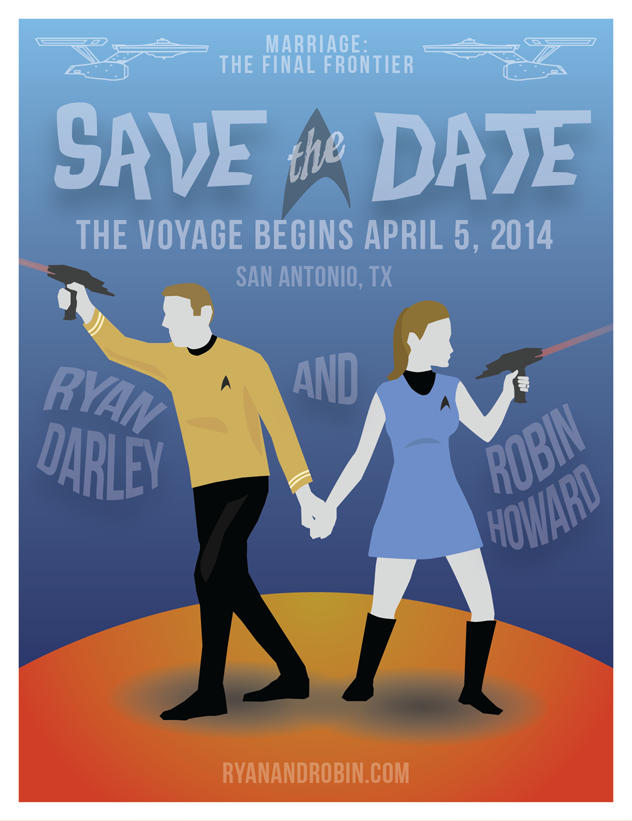 MARRIAGE:
THE FINAL FRONTIER
SAVE the DATE
THE VOYAGE BEGINS APRIL 5, 2014
SAN ANTONIO, TX
RYAN
DARLEY
AND
ROBIN
HOWARD
RYANANDROBIN.COM